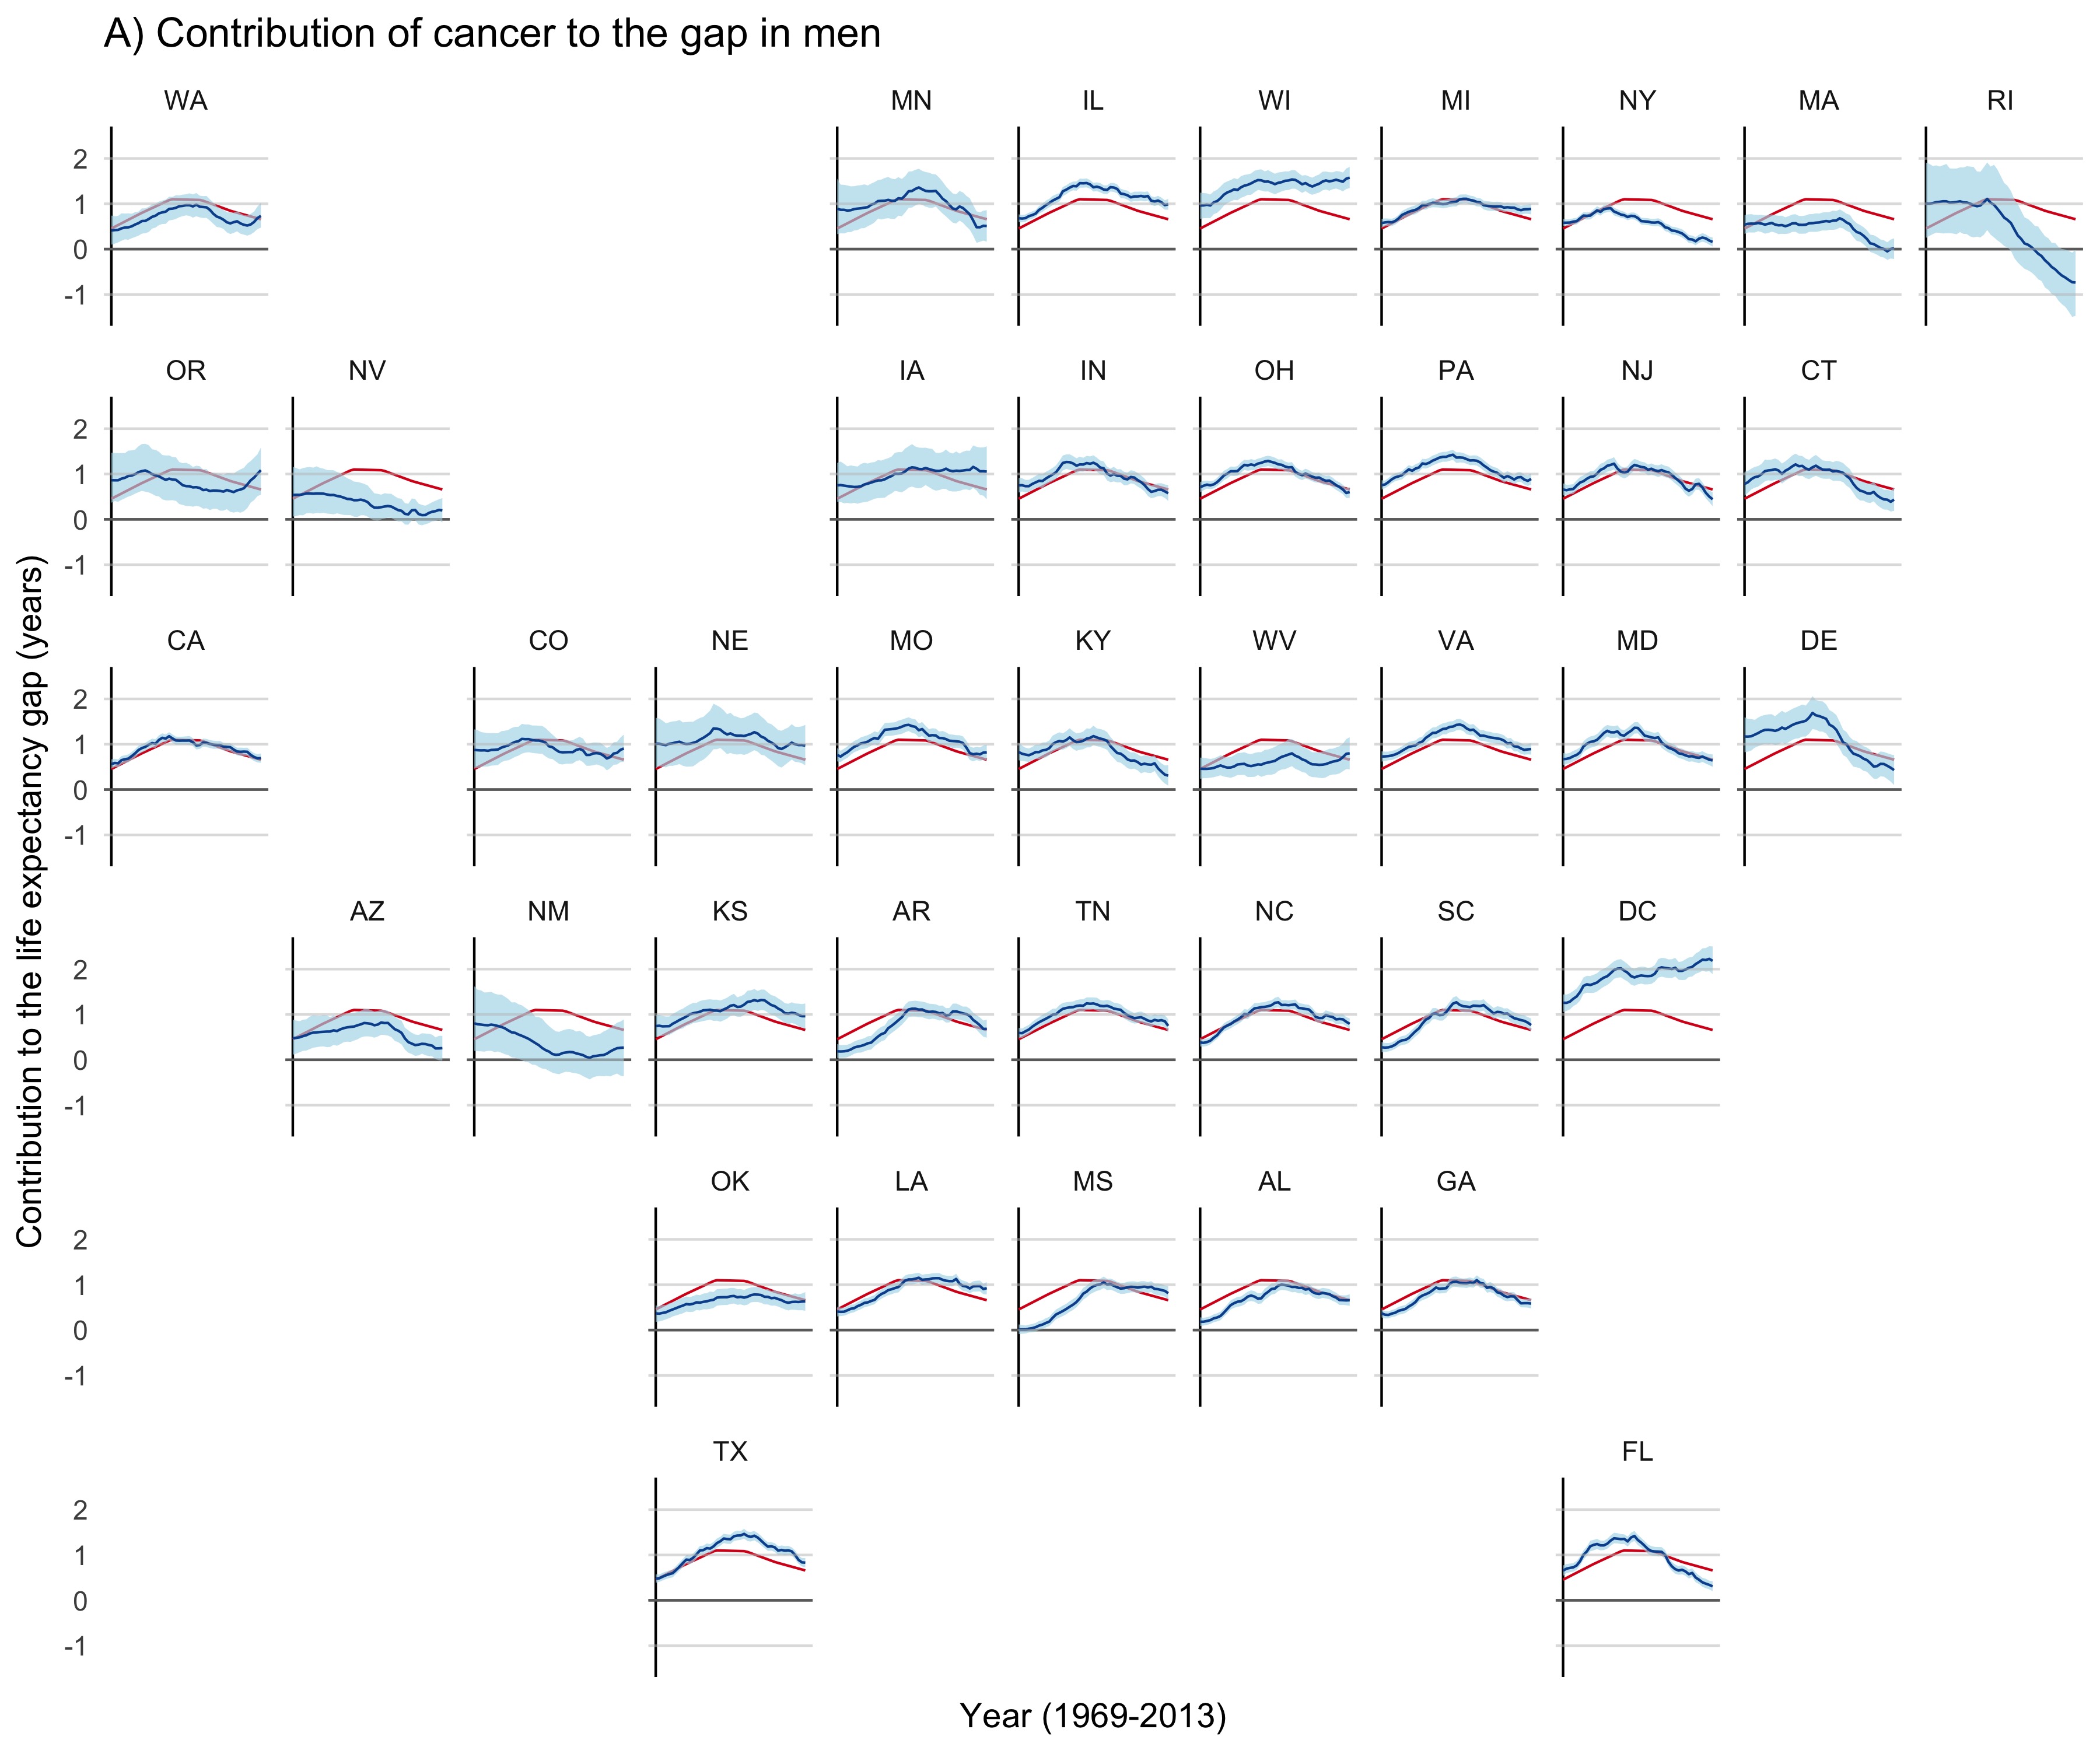 A) Contribution of cancer to the gap in men
WA MN IL WI MI NY MA RI
2
1
0
-1
OR NV IA IN OH PA NJ CT
2
1
0
-1
CA CO NE MO KY WV VA MD DE
2
1
0
-1
AZ NM KS AR TN NC SC DC
2
1
0
-1
OK LA MS AL GA
2
1
0
-1
TX FL
2
1
0
-1
Contribution to the life expectancy gap (years)
Year (1969-2013)